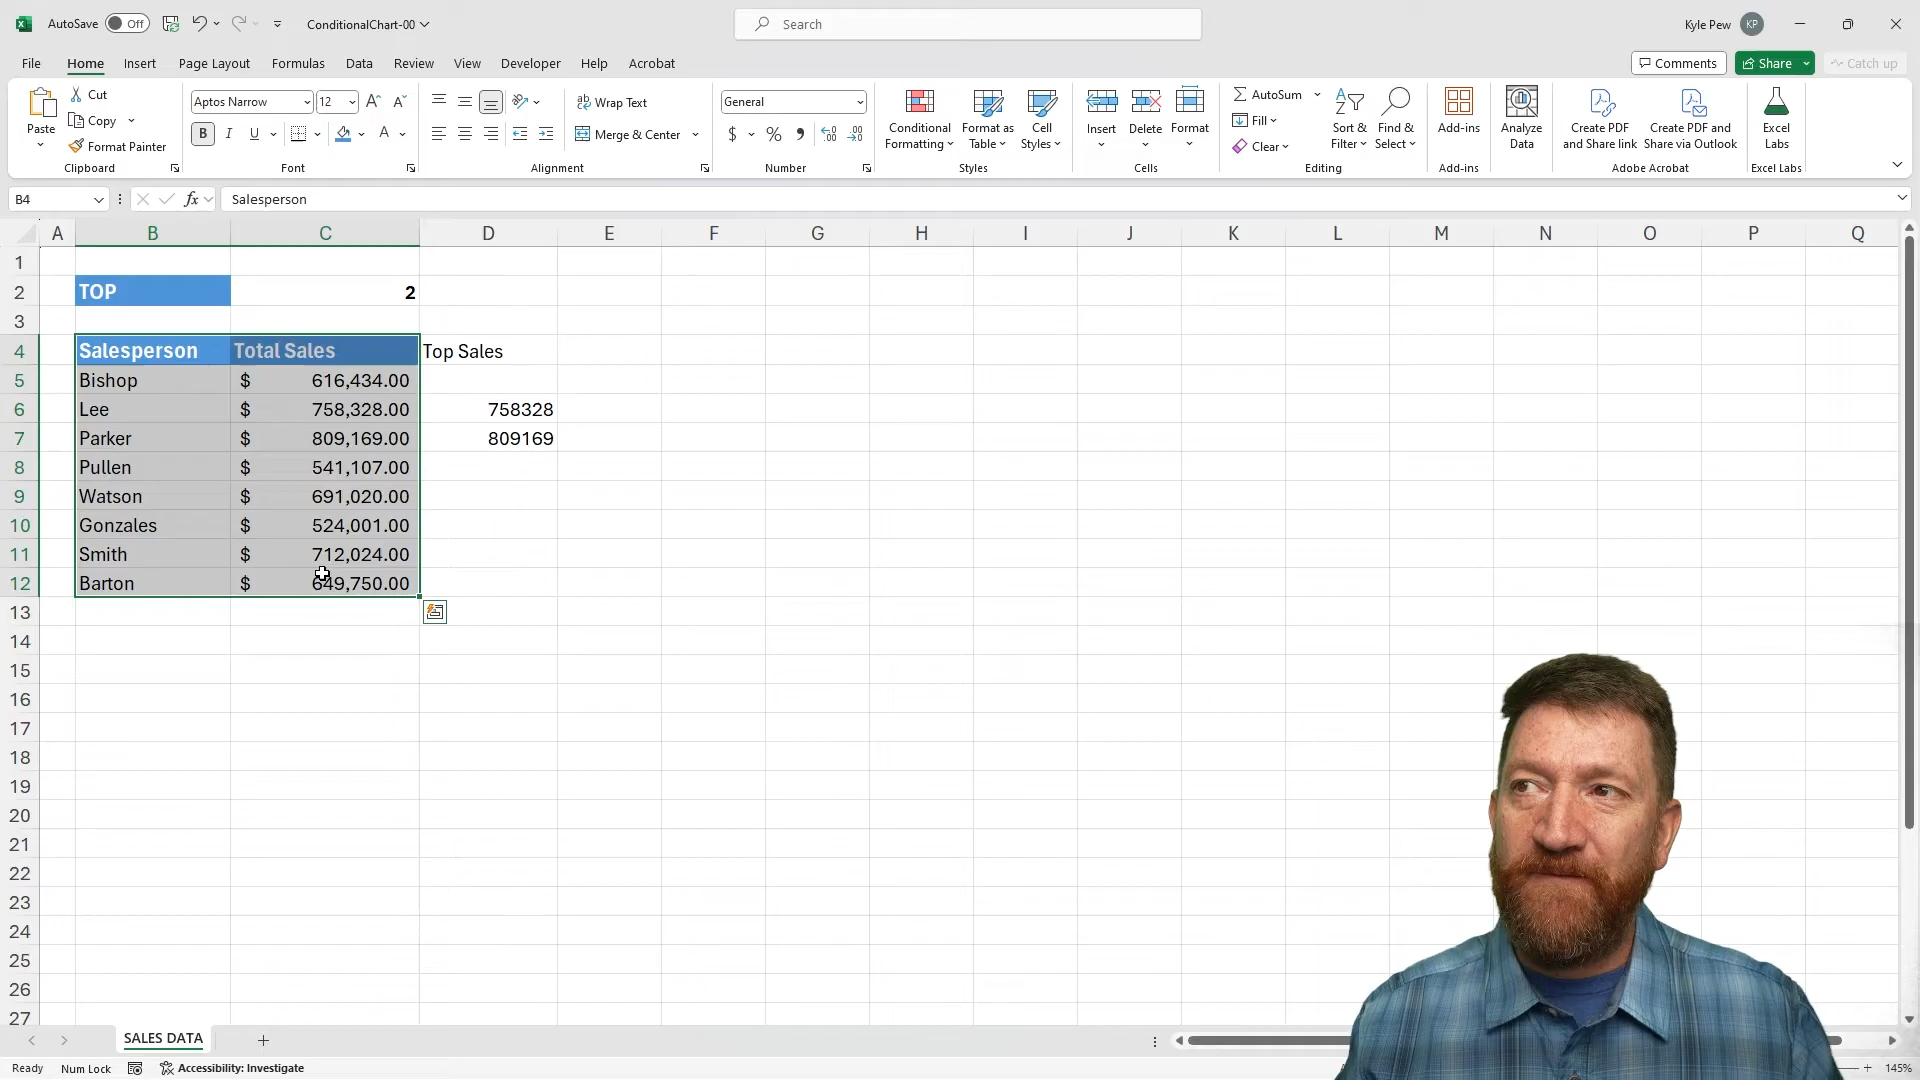 AutoSave Off ConditionalChart-00 Search Kyle Pew KP
File Home Insert Page Layout Formulas Data Review View Developer Help Acrobat Comments Share Catch up
Paste Cut Copy Format Painter Clipboard
Aptos Narrow 12 B I U A Font
Wrap Text Merge & Center Alignment
General $ % Number
Conditional Formatting Format as Table Cell Styles Styles
Insert Delete Format Cells
AutoSum Fill Clear Sort & Filter Find & Select Editing
Add-ins Add-ins
Analyze Data
Create PDF and Share link Create PDF and Share via Outlook Adobe Acrobat
Excel Labs Excel Labs
B4 fx Salesperson
A B C D E F G H I J K L M N O P Q
1
2 TOP 2
3
4 Salesperson Total Sales Top Sales
5 Bishop $ 616,434.00
6 Lee $ 758,328.00 758328
7 Parker $ 809,169.00 809169
8 Pullen $ 541,107.00
9 Watson $ 691,020.00
10 Gonzales $ 524,001.00
11 Smith $ 712,024.00
12 Barton $ 649,750.00
13
14
15
16
17
18
19
20
21
22
23
24
25
26
27
SALES DATA
Ready Num Lock Accessibility: Investigate 145%